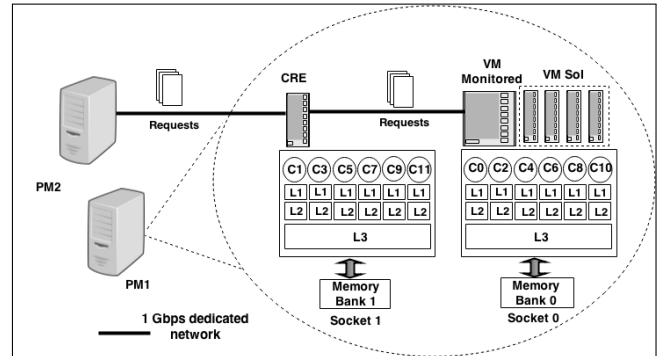 CRE
VM
Monitored
VM Sol
Requests
Requests
PM2
PM1
C1 C3 C5 C7 C9 C11
L1 L1 L1 L1 L1 L1
L2 L2 L2 L2 L2 L2
L3
Memory
Bank 1
Socket 1
C0 C2 C4 C6 C8 C10
L1 L1 L1 L1 L1 L1
L2 L2 L2 L2 L2 L2
L3
Memory
Bank 0
Socket 0
1 Gbps dedicated
network